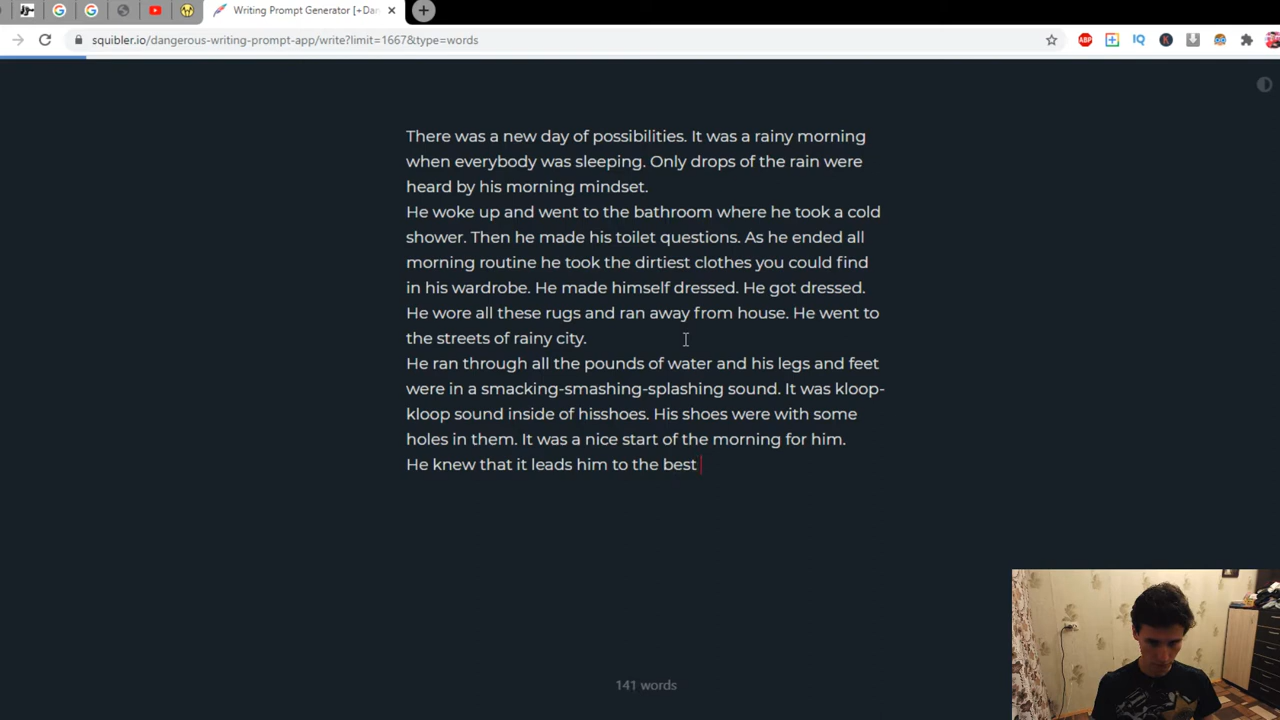 Writing Prompt Generator [+Dan
squibler.io/dangerous-writing-prompt-app/write?limit=1667&type=words
There was a new day of possibilities. It was a rainy morning
when everybody was sleeping. Only drops of the rain were
heard by his morning mindset.
He woke up and went to the bathroom where he took a cold
shower. Then he made his toilet questions. As he ended all
morning routine he took the dirtiest clothes you could find
in his wardrobe. He made himself dressed. He got dressed.
He wore all these rugs and ran away from house. He went to
the streets of rainy city.
He ran through all the pounds of water and his legs and feet
were in a smacking-smashing-splashing sound. It was kloop-
kloop sound inside of hisshoes. His shoes were with some
holes in them. It was a nice start of the morning for him.
He knew that it leads him to the best
141 words